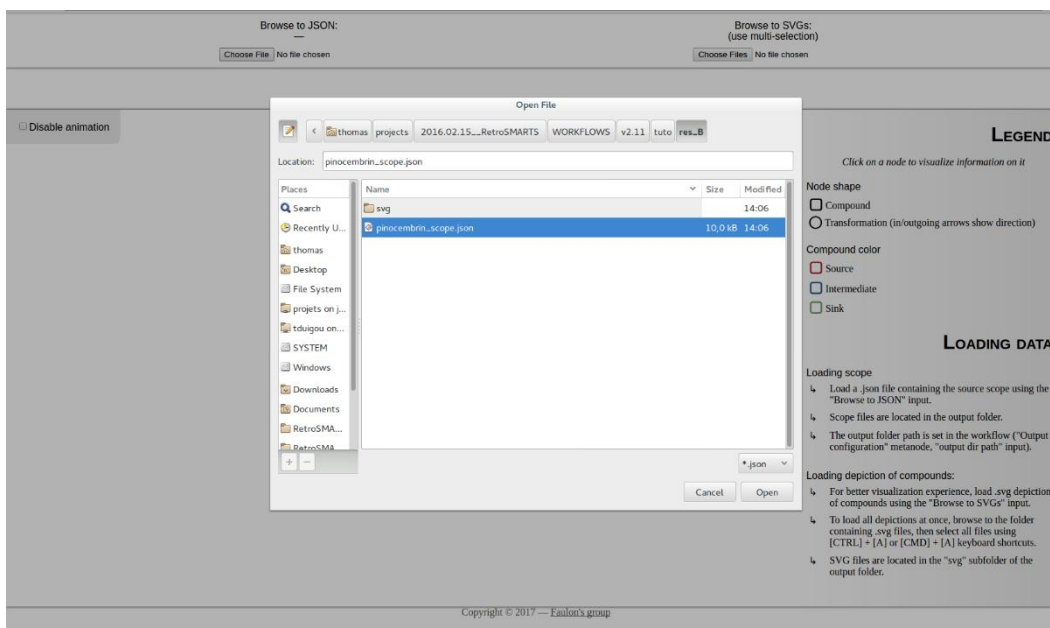 Browse to JSON:
—
Choose File No file chosen
Browse to SVGs:
(use multi-selection)
Choose Files No file chosen
Disable animation
Open File
thomas projects 2016.02.15__RetroSMARTS WORKFLOWS v2.11 tuto res_B
Location: pinocembrin_scope.json
Places
Search
Recently U...
thomas
Desktop
File System
projets on j...
tduigou on...
SYSTEM
Windows
Downloads
Documents
RetroSMA...
RetroSMA
Name Size Modified
svg 14:06
pinocembrin_scope.json 10,0 kB 14:06
*.json
Cancel Open
LEGEND
Click on a node to visualize information on it
Node shape
Compound
Transformation (in/outgoing arrows show direction)
Compound color
Source
Intermediate
Sink
LOADING DATA
Loading scope
↳ Load a .json file containing the source scope using the
"Browse to JSON" input.
↳ Scope files are located in the output folder.
↳ The output folder path is set in the workflow ("Output
configuration" metanode, "output dir path" input).
Loading depiction of compounds:
↳ For better visualization experience, load .svg depiction
of compounds using the "Browse to SVGs" input.
↳ To load all depictions at once, browse to the folder
containing .svg files, then select all files using
[CTRL] + [A] or [CMD] + [A] keyboard shortcuts.
↳ SVG files are located in the "svg" subfolder of the
output folder.
Copyright © 2017 — Faulon's group